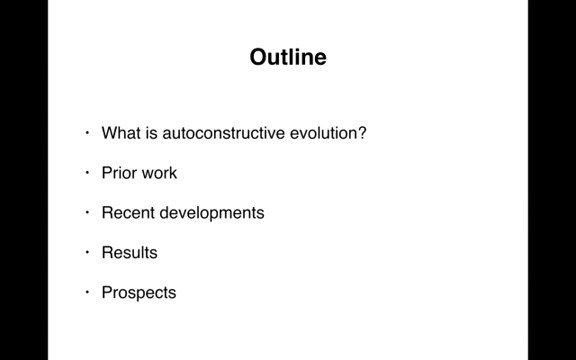 Outline
· What is autoconstructive evolution?
· Prior work
· Recent developments
· Results
· Prospects